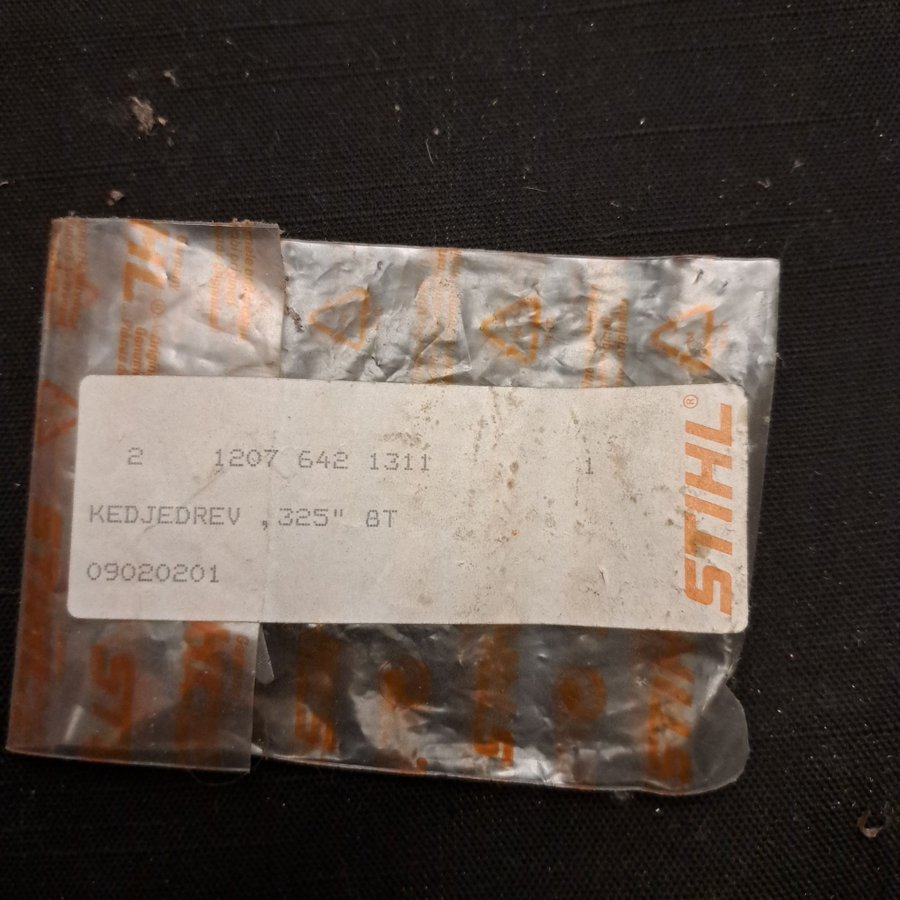 2 1207 642 1311 1
KEDJEDREV ,325" 8T
09020201
STIHL®